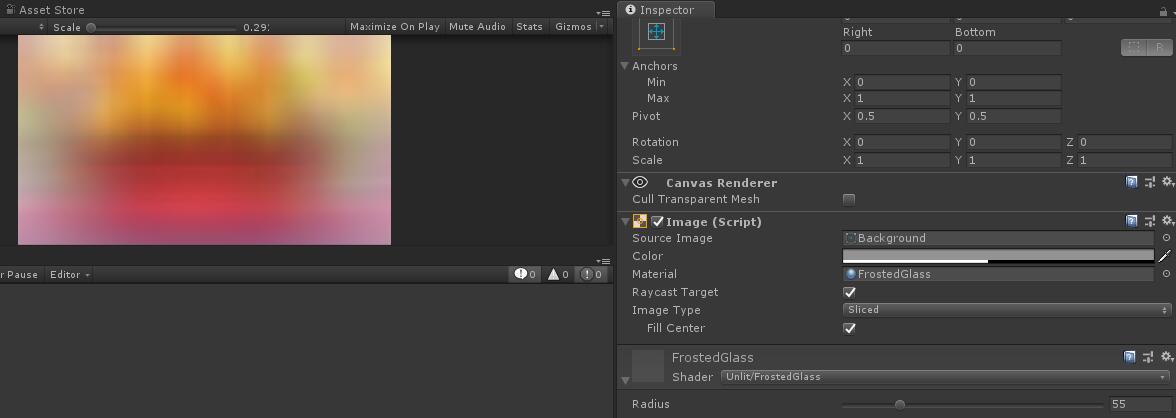 Asset Store
Scale 0.29 Maximize On Play Mute Audio Stats Gizmos
r Pause Editor 0 0 0
Inspector
Right Bottom
0 0
R
Anchors
Min X 0 Y 0
Max X 1 Y 1
Pivot X 0.5 Y 0.5
Rotation X 0 Y 0 Z 0
Scale X 1 Y 1 Z 1
Canvas Renderer
Cull Transparent Mesh
Image (Script)
Source Image Background
Color
Material FrostedGlass
Raycast Target
Image Type Sliced
Fill Center
FrostedGlass
Shader Unlit/FrostedGlass
Radius 55